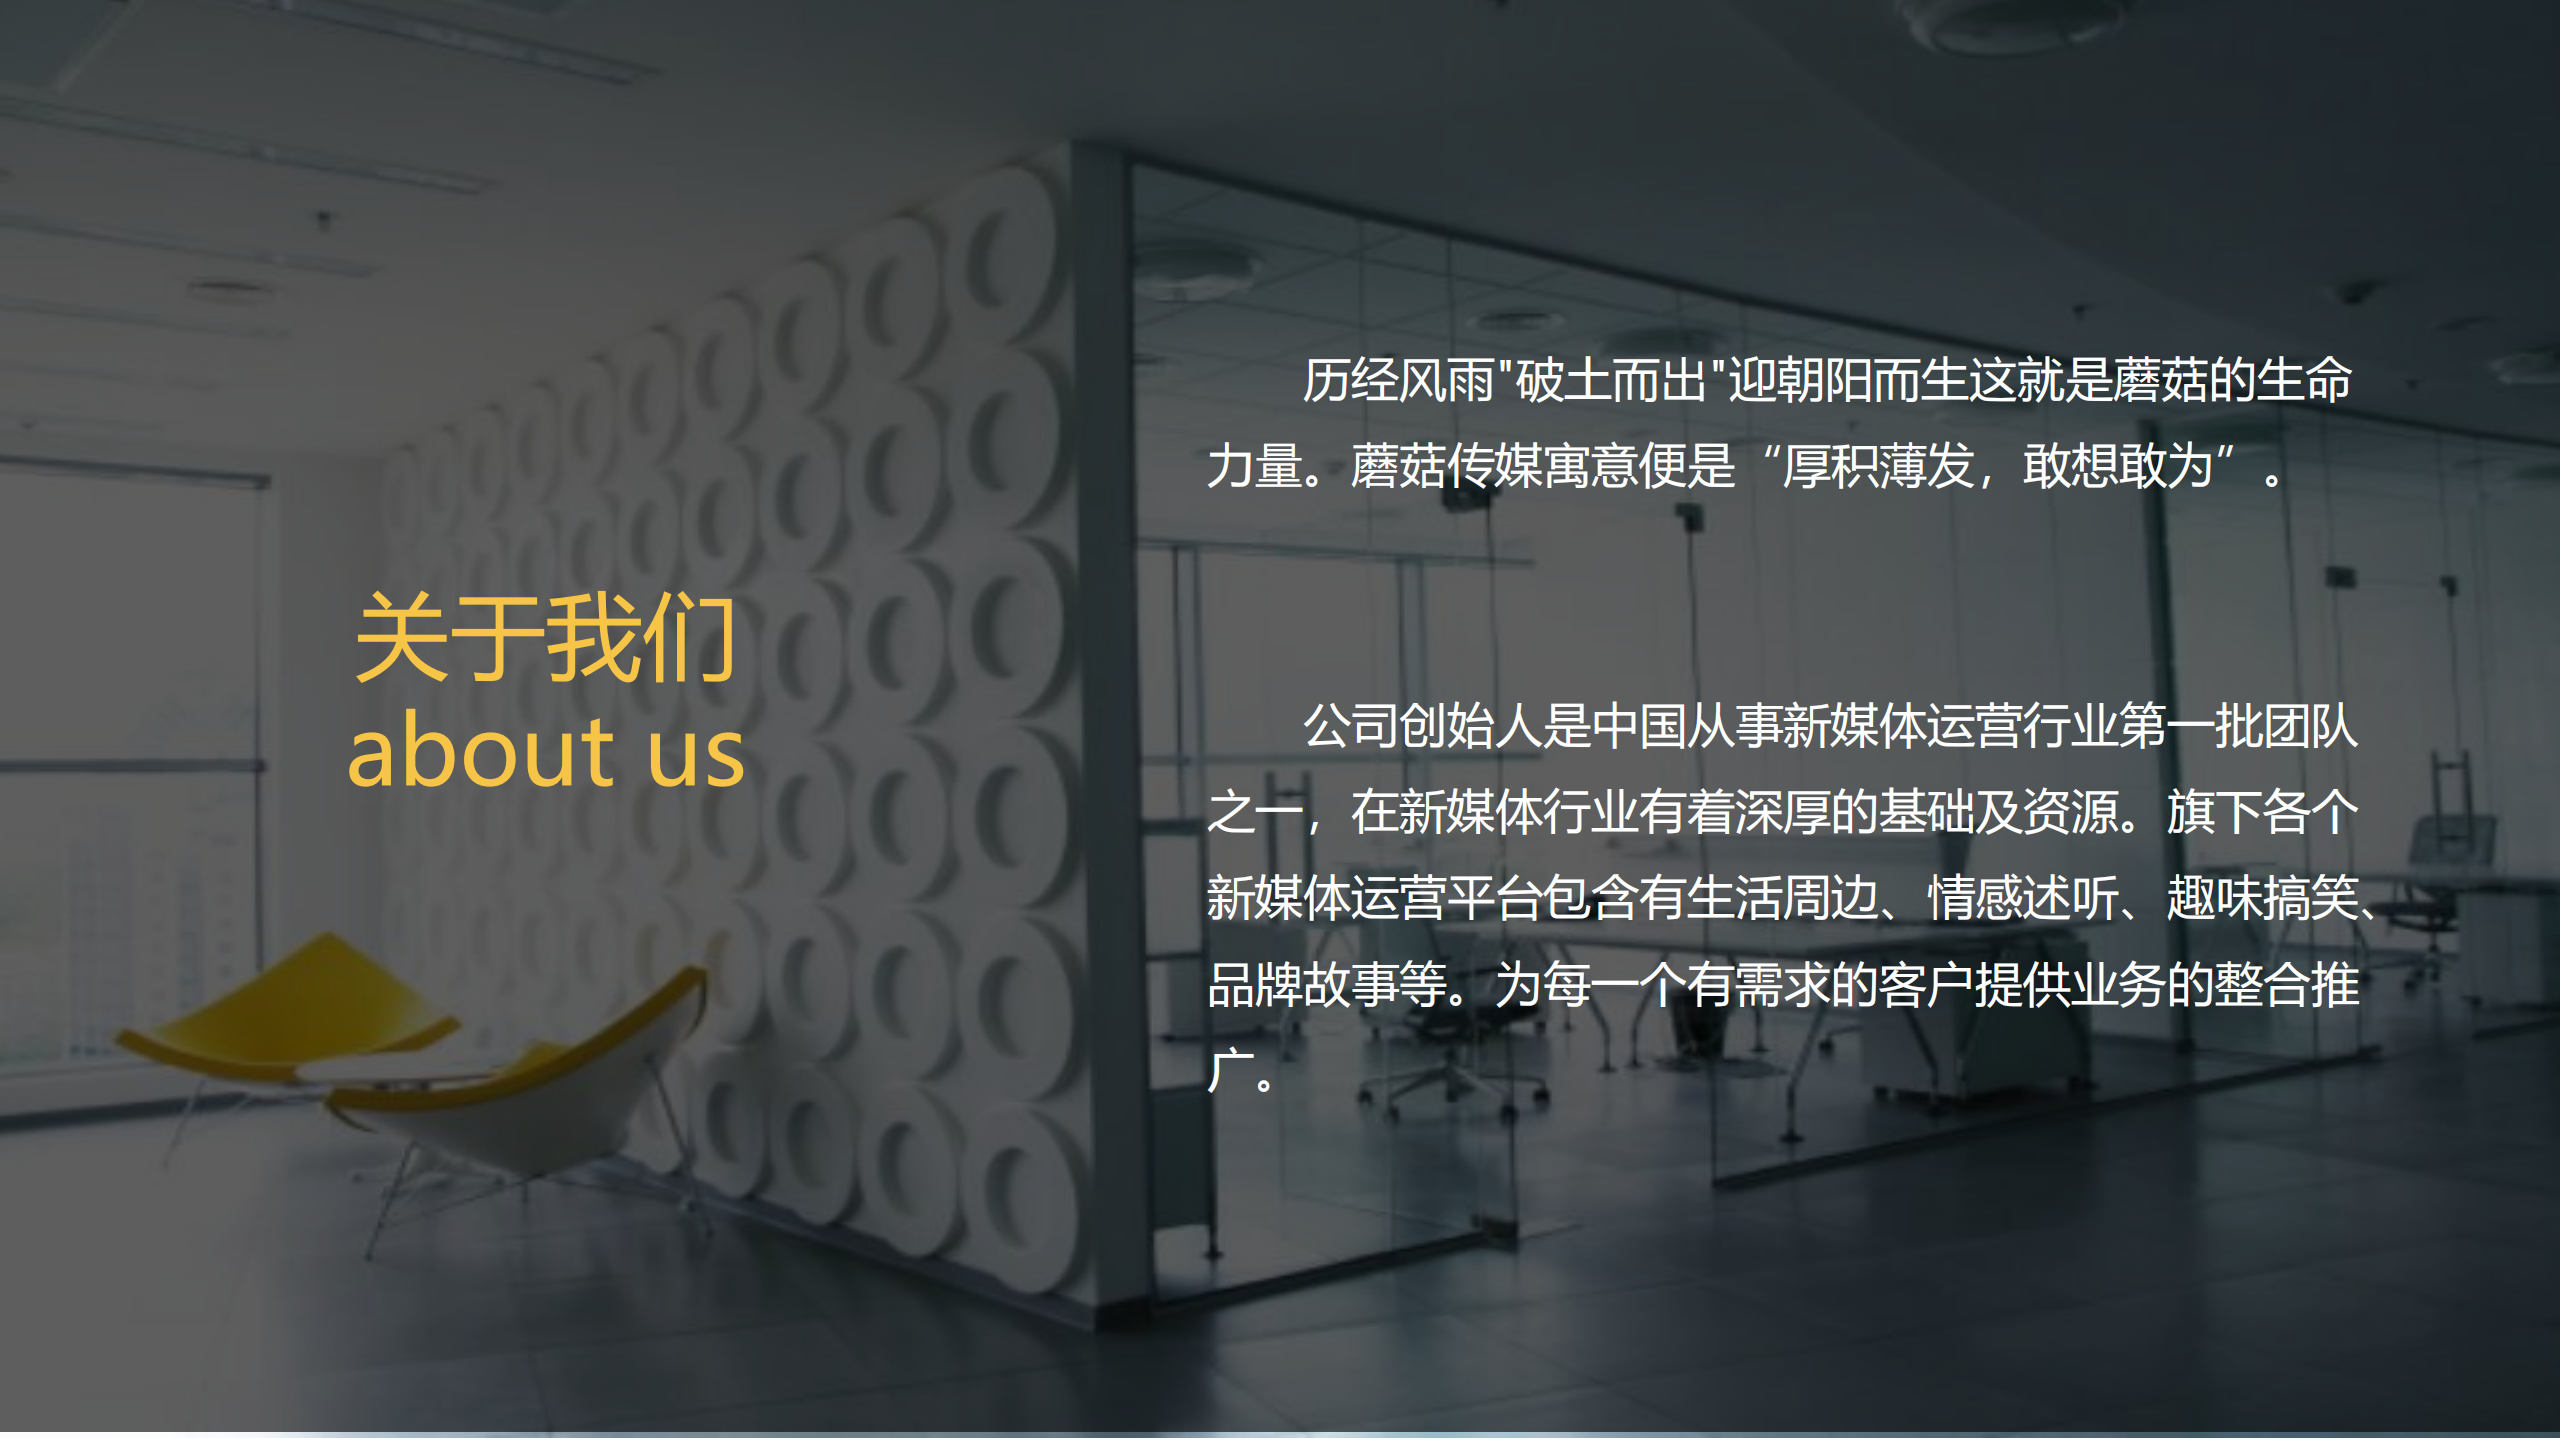 关于我们
about us
历经风雨"破土而出"迎朝阳而生这就是蘑菇的生命
力量。蘑菇传媒寓意便是“厚积薄发，敢想敢为”。
公司创始人是中国从事新媒体运营行业第一批团队
之一，在新媒体行业有着深厚的基础及资源。旗下各个
新媒体运营平台包含有生活周边、情感述听、趣味搞笑、
品牌故事等。为每一个有需求的客户提供业务的整合推
广。